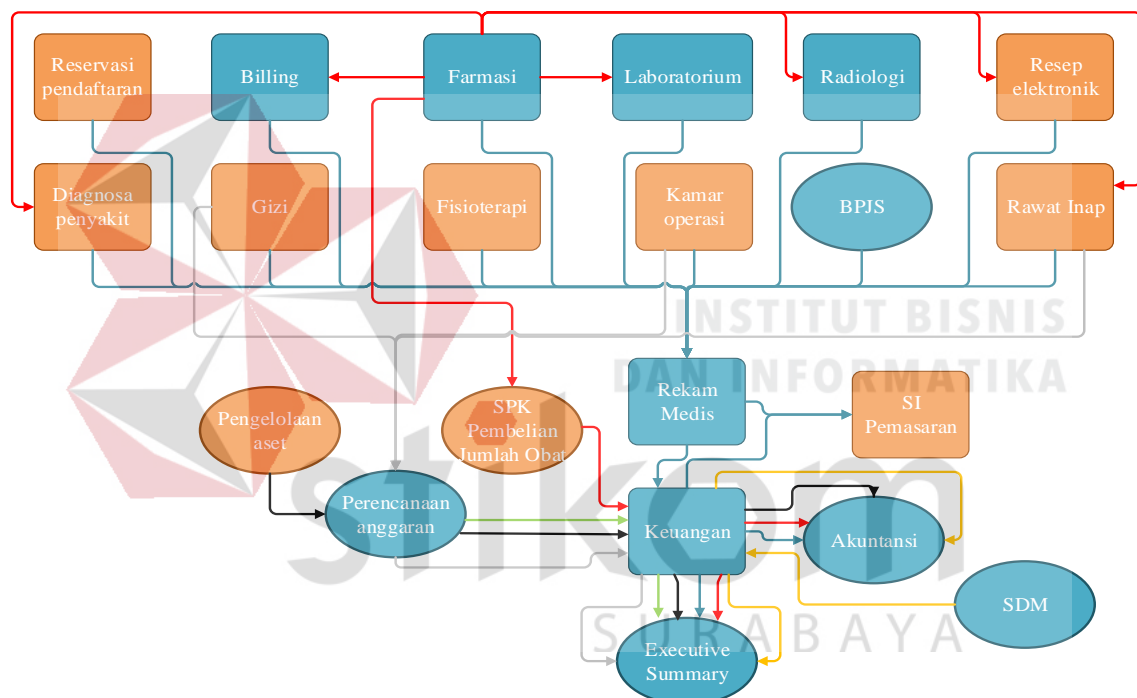 Reservasi
pendaftaran
Billing
Farmasi
Laboratorium
Radiologi
Resep
elektronik
Diagnosa
penyakit
Gizi
Fisioterapi
Kamar
operasi
BPJS
Rawat Inap
INSTITUT BISNIS
DAN INFORMATIKA
Rekam
Medis
SI
Pemasaran
Pengelolaan
aset
SPK
Pembelian
Jumlah Obat
stikom
Perencanaan
anggaran
Keuangan
Akuntansi
SDM
SURABAYA
Executive
Summary